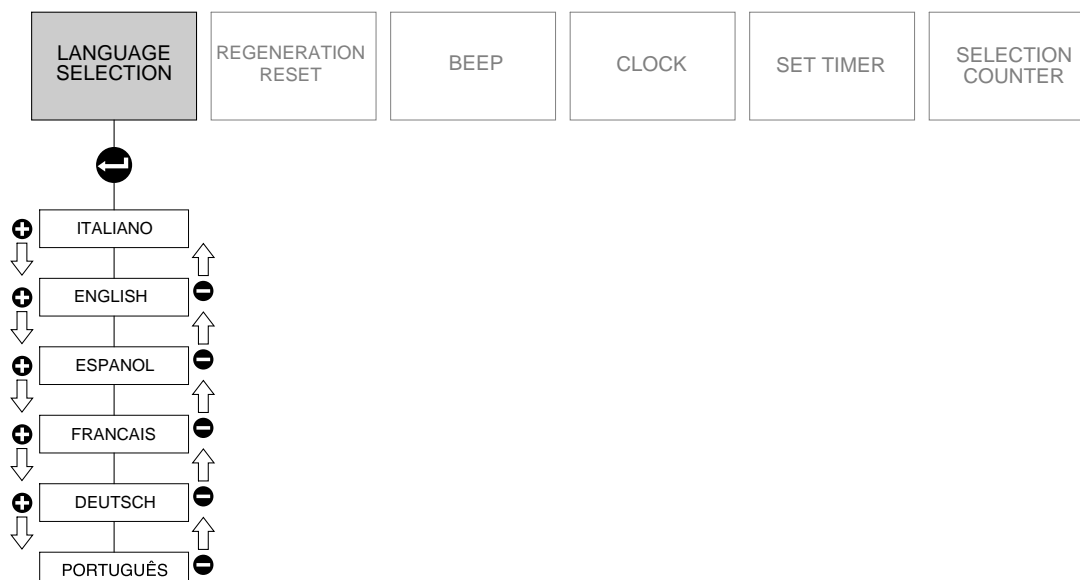 LANGUAGE
SELECTION
REGENERATION
RESET
BEEP
CLOCK
SET TIMER
SELECTION
COUNTER
ITALIANO
ENGLISH
ESPANOL
FRANCAIS
DEUTSCH
PORTUGUÊS